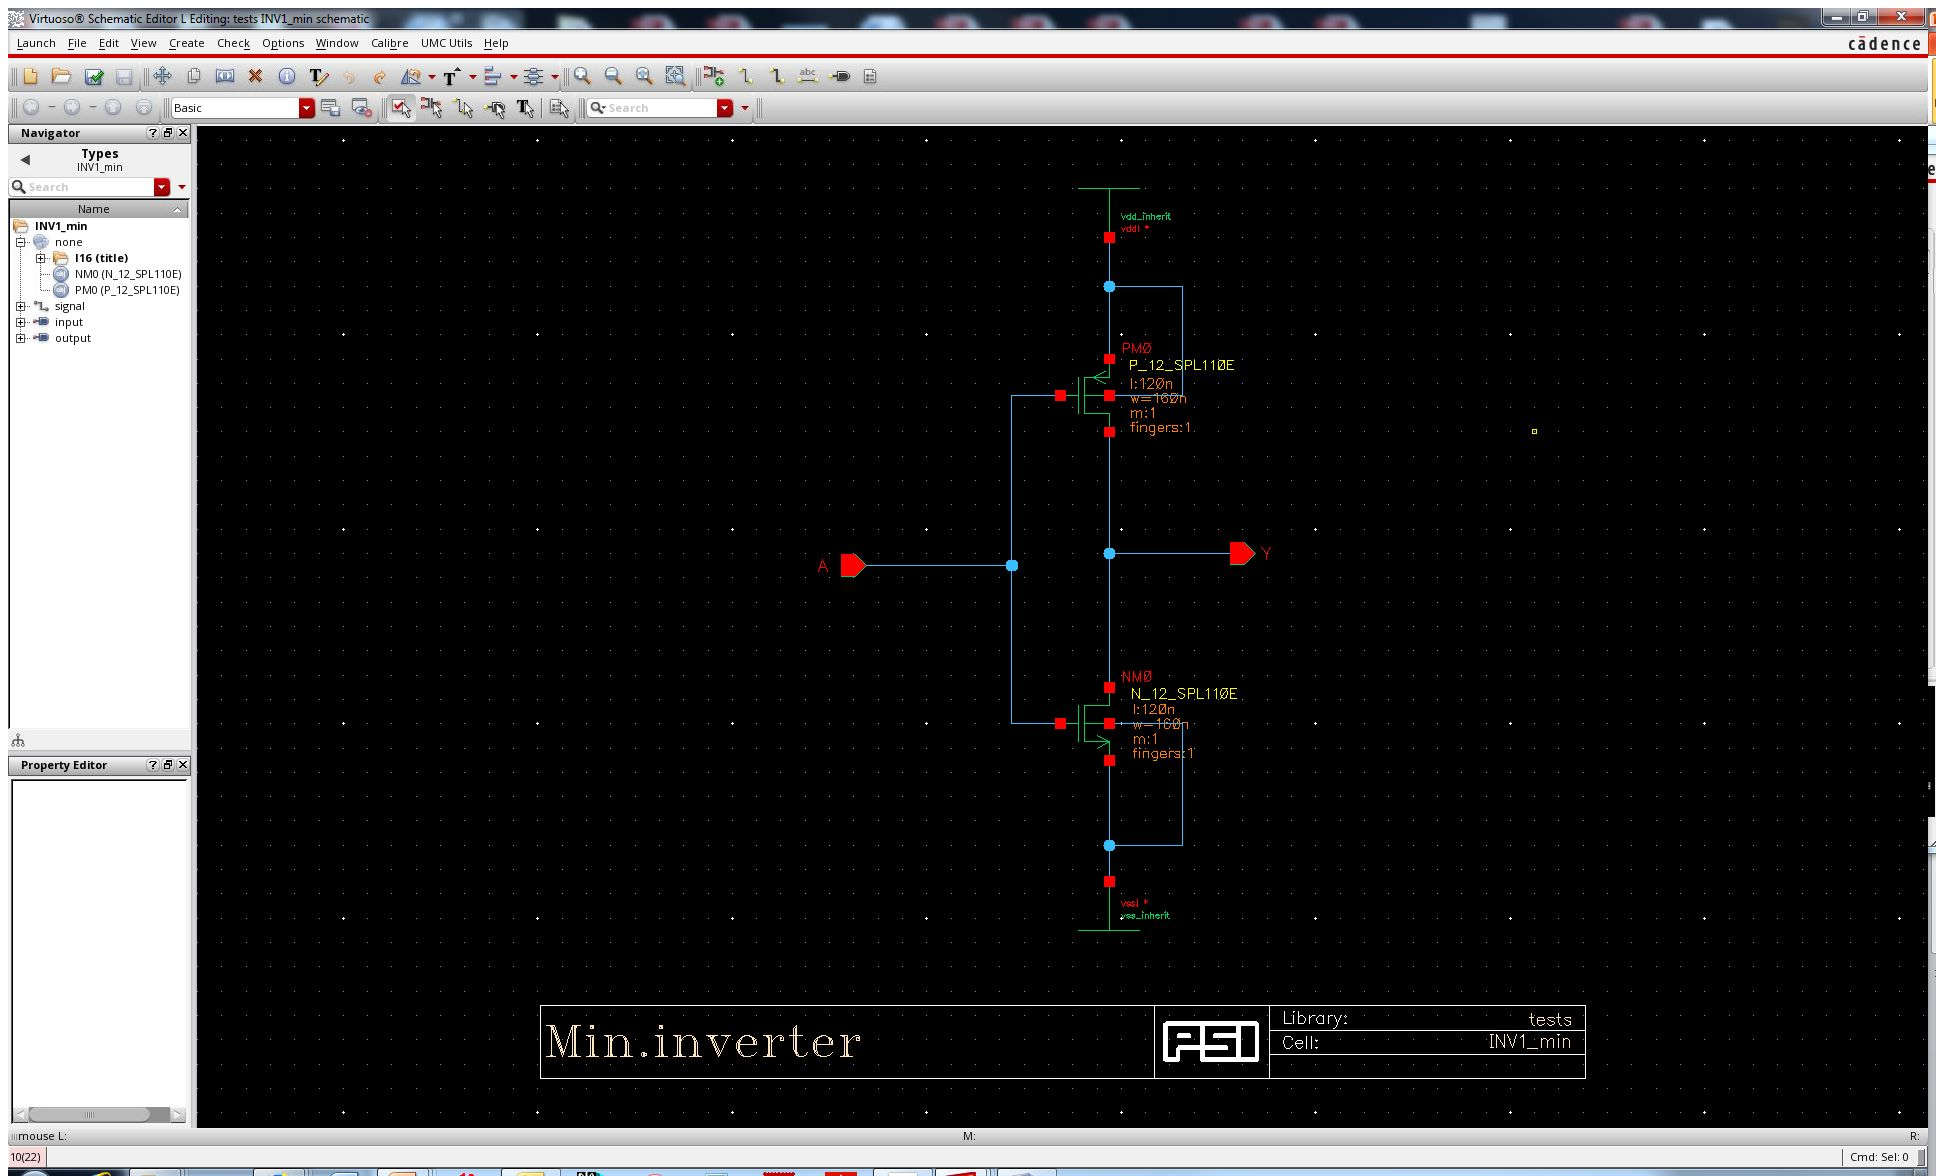 Virtuoso® Schematic Editor L Editing: tests INV1_min schematic
Launch File Edit View Create Check Options Window Calibre UMC Utils Help
cādence
Basic
Search
Navigator
Types
INV1_min
Search
Name
INV1_min
none
I16 (title)
NM0 (N_12_SPL110E)
PM0 (P_12_SPL110E)
signal
input
output
Property Editor
vdd_inherit
vdd! *
PM0
P_12_SPL110E
l:120n
w=160n
m:1
fingers:1
A
Y
NM0
N_12_SPL110E
l:120n
w=160n
m:1
fingers:1
vss! *
vss_inherit
Min.inverter
PSI
Library: tests
Cell: INV1_min
mouse L: M: R:
10(22)
Cmd: Sel: 0